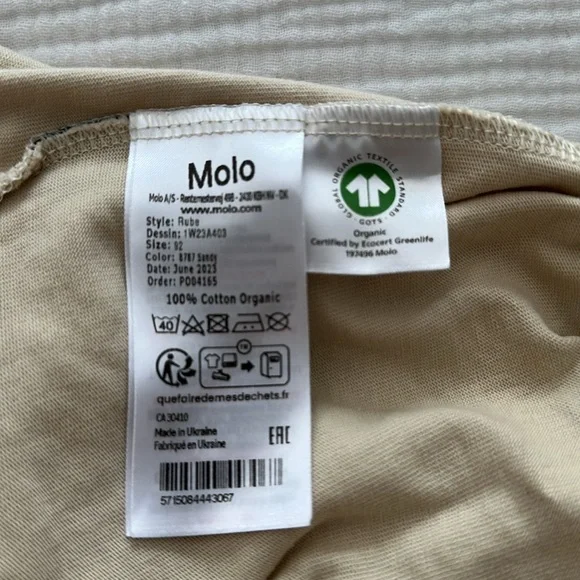 Molo
Molo A/S - Rentemestervej 49B - 2400 KBH NV - DK
www.molo.com
Style: Rube
Dessin: 1W23A403
Size: 92
Color: 8787 Sandy
Date: June 2023
Order: PO04165
100% Cotton Organic
40
FR
quefairedemesdechets.fr
CA 30410
Made in Ukraine
Fabriqué en Ukraine
EAC
5715084443067
GLOBAL ORGANIC TEXTILE STANDARD
GOTS
Organic
Certified by Ecocert Greenlife
197496 Molo